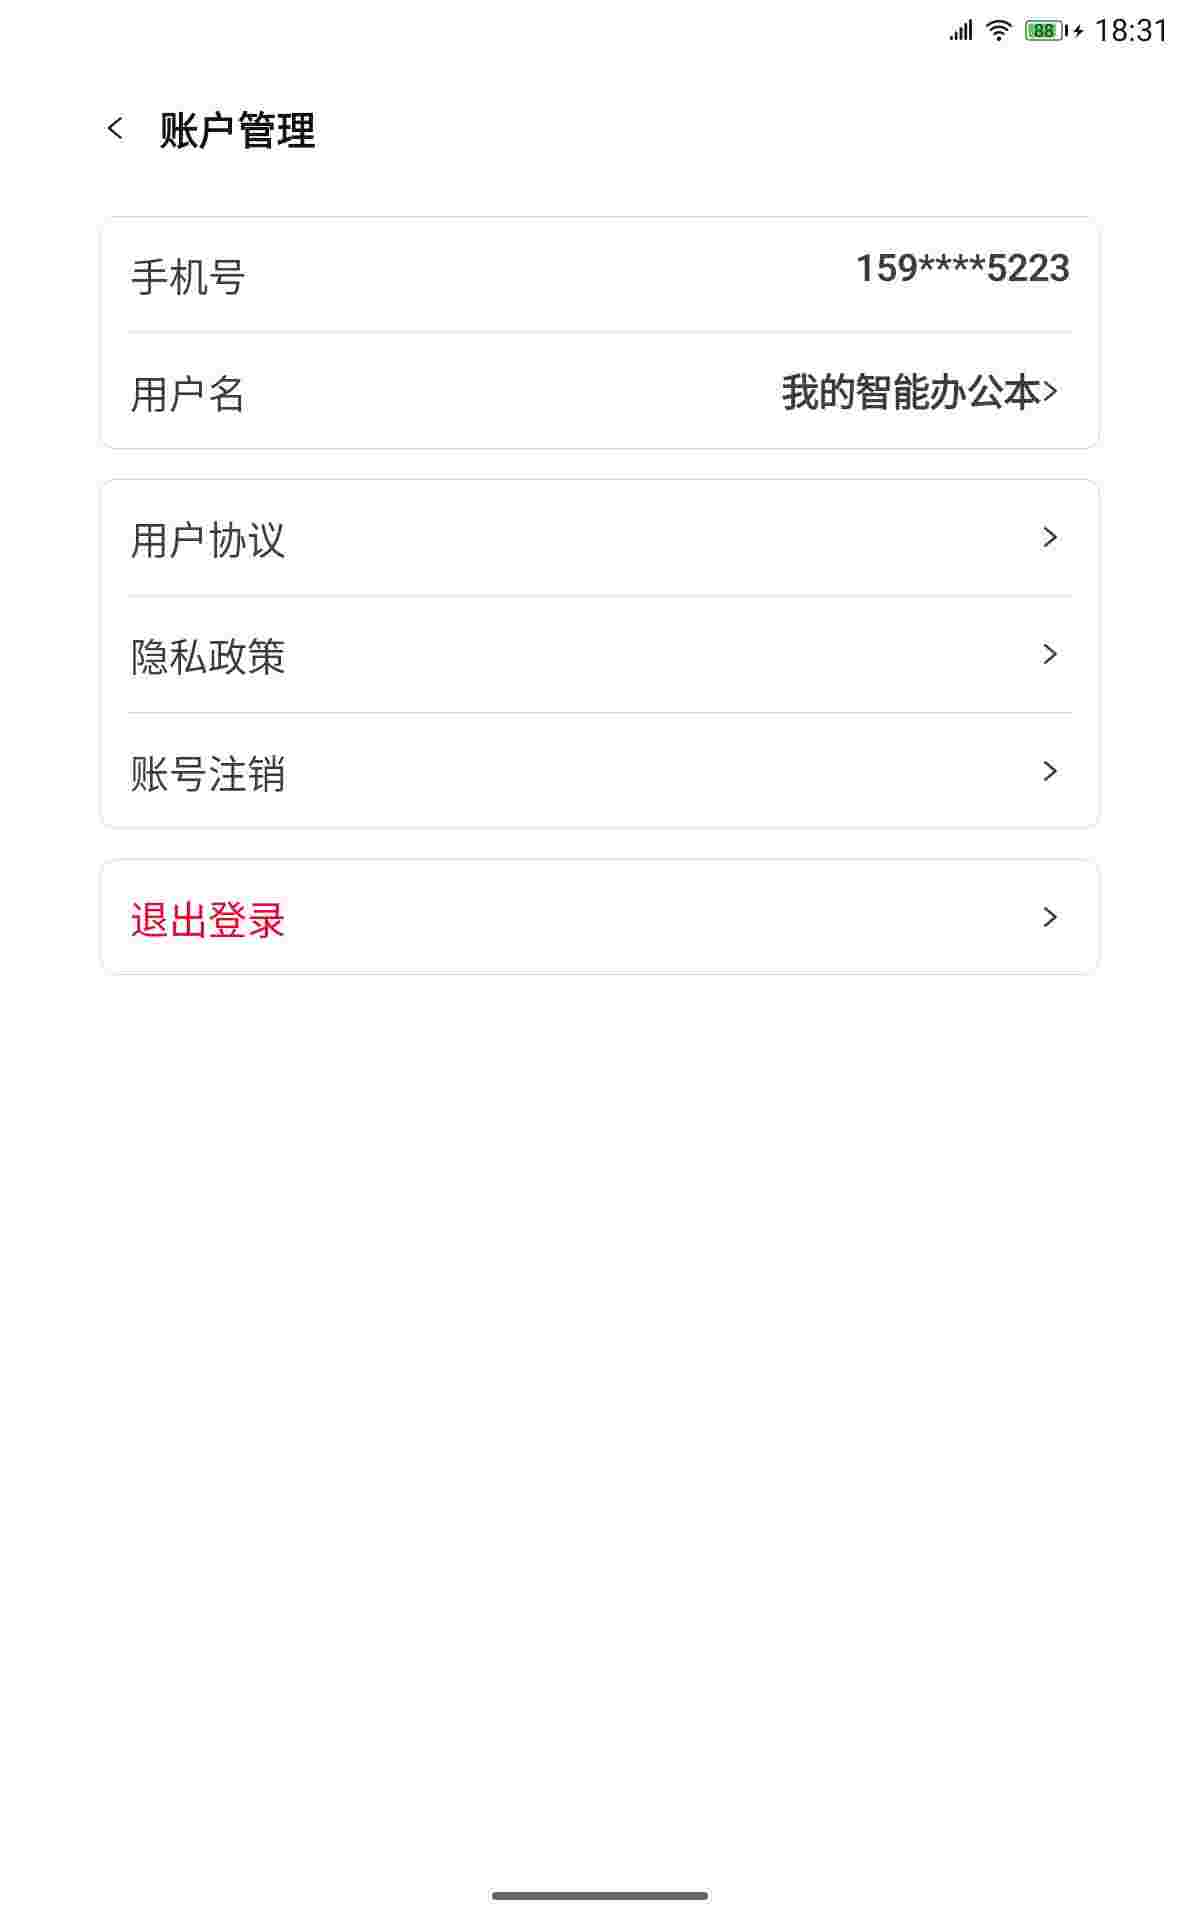 88 18:31
账户管理
手机号 159****5223
用户名 我的智能办公本
用户协议
隐私政策
账号注销
退出登录